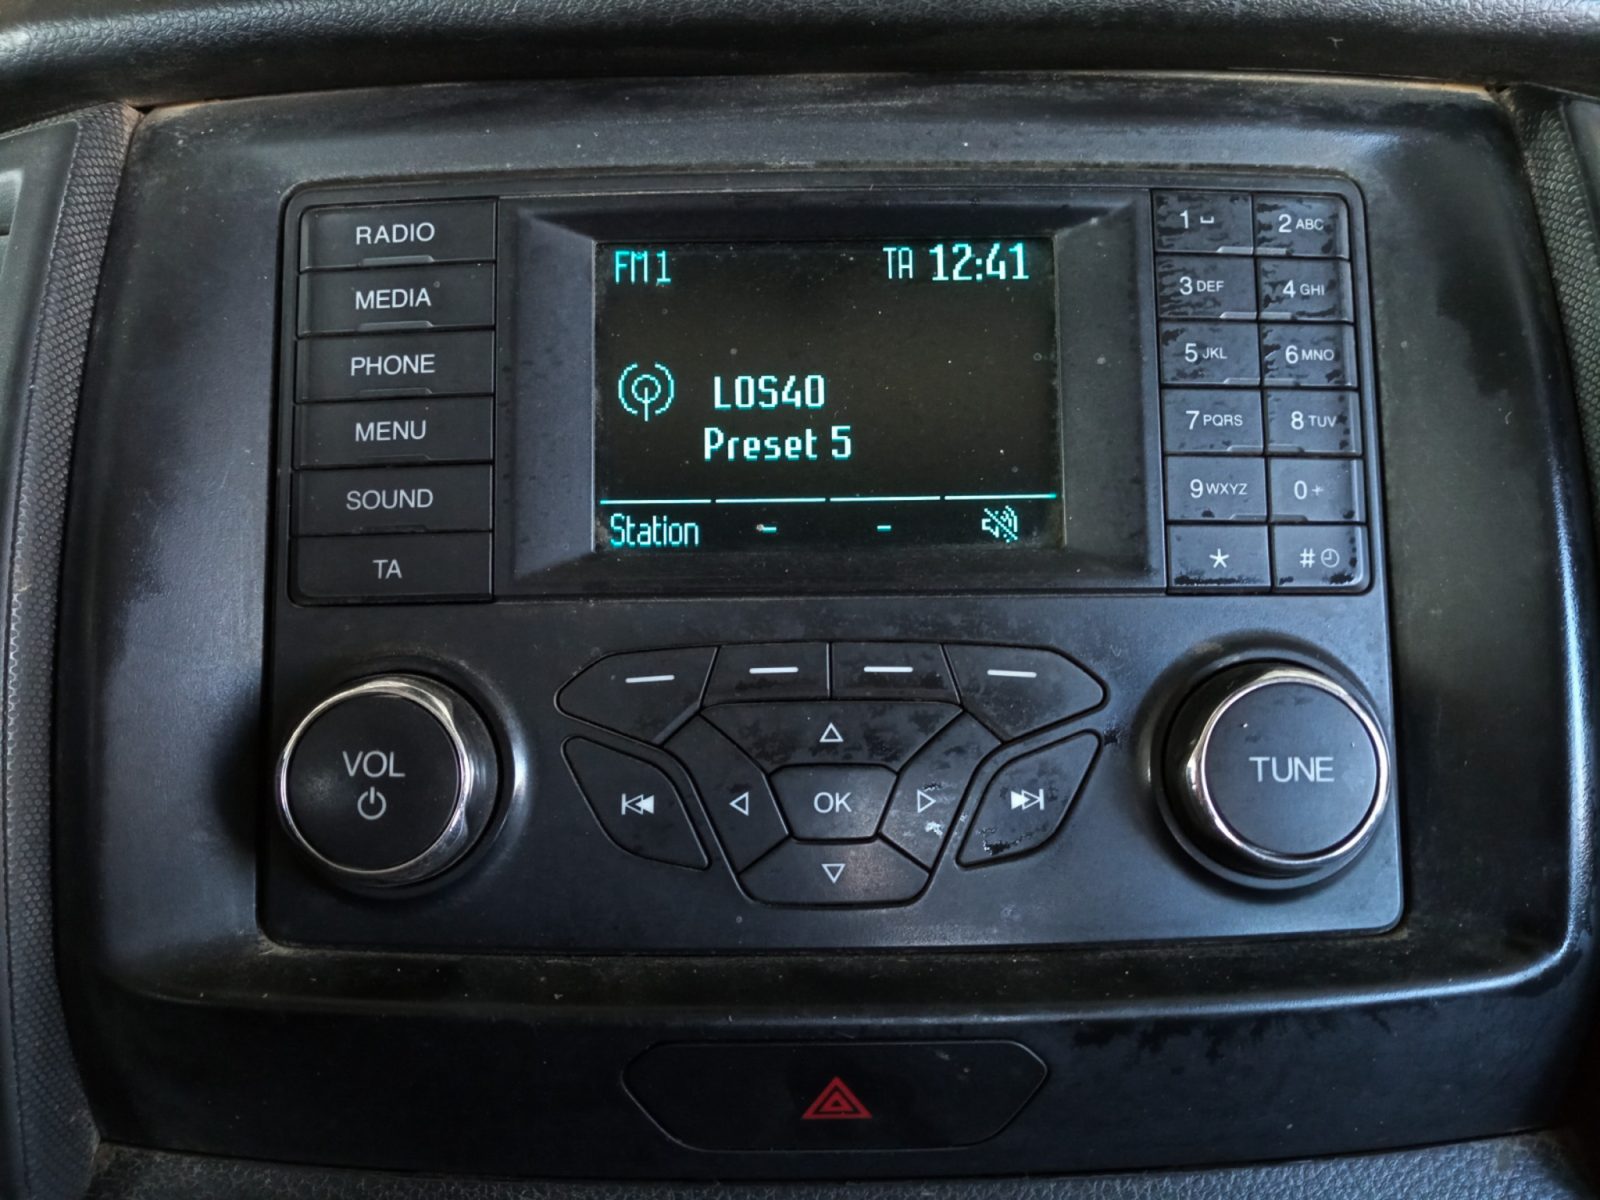 RADIO
MEDIA
PHONE
MENU
SOUND
TA
FM1 TA 12:41
LOS40
Preset 5
Station - -
1 ␣ 2 ABC
3 DEF 4 GHI
5 JKL 6 MNO
7 PQRS 8 TUV
9 WXYZ 0 +
* #
VOL
OK
TUNE